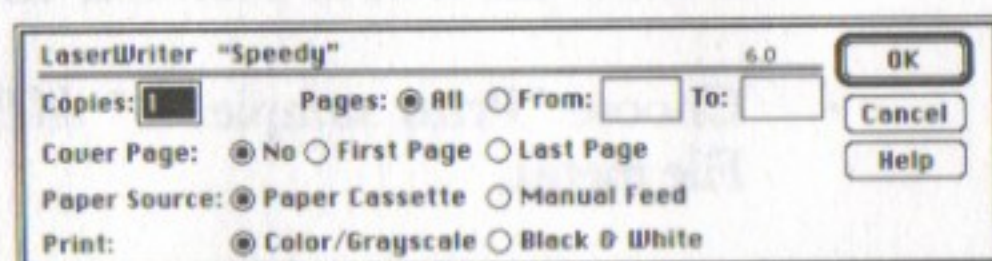 LaserWriter "Speedy" 6.0 OK
Copies: 1 Pages: All From: To: Cancel
Cover Page: No First Page Last Page Help
Paper Source: Paper Cassette Manual Feed
Print: Color/Grayscale Black & White